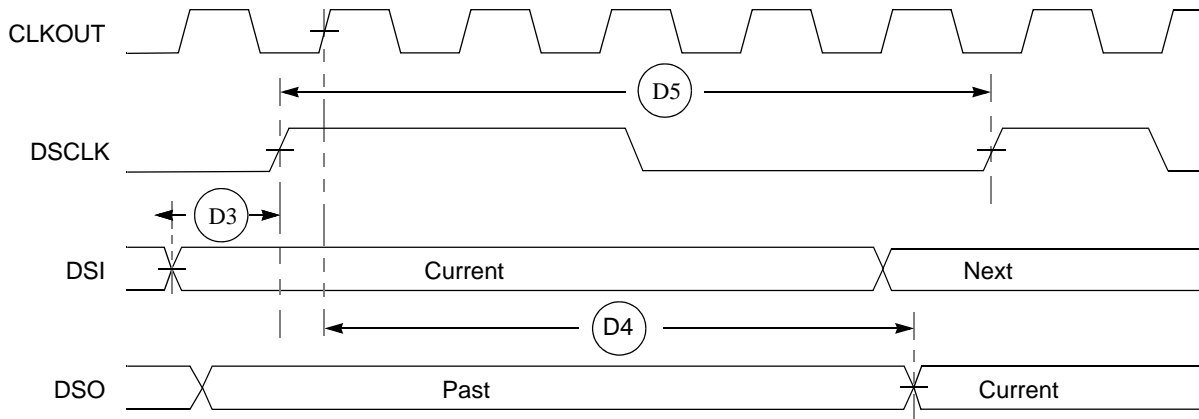 CLKOUT
D5
DSCLK
D3
DSI
Current
Next
D4
DSO
Past
Current